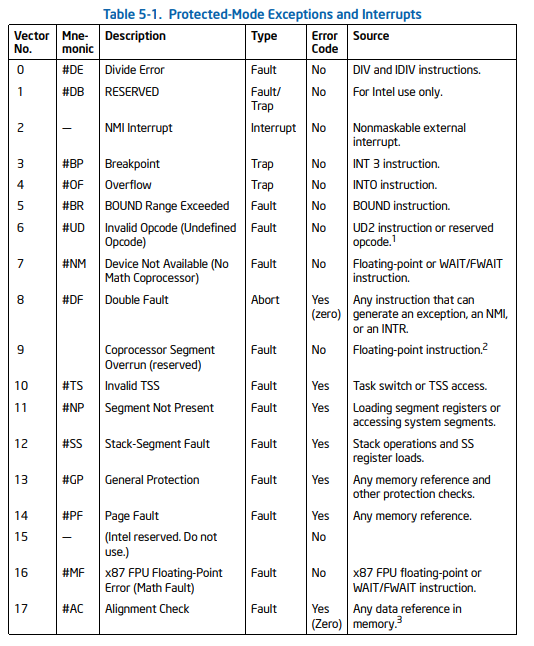 Table 5-1. Protected-Mode Exceptions and Interrupts
Vector No. Mne-monic Description Type Error Code Source
0 #DE Divide Error Fault No DIV and IDIV instructions.
1 #DB RESERVED Fault/ Trap No For Intel use only.
2 — NMI Interrupt Interrupt No Nonmaskable external interrupt.
3 #BP Breakpoint Trap No INT 3 instruction.
4 #OF Overflow Trap No INTO instruction.
5 #BR BOUND Range Exceeded Fault No BOUND instruction.
6 #UD Invalid Opcode (Undefined Opcode) Fault No UD2 instruction or reserved opcode.1
7 #NM Device Not Available (No Math Coprocessor) Fault No Floating-point or WAIT/FWAIT instruction.
8 #DF Double Fault Abort Yes (zero) Any instruction that can generate an exception, an NMI, or an INTR.
9 Coprocessor Segment Overrun (reserved) Fault No Floating-point instruction.2
10 #TS Invalid TSS Fault Yes Task switch or TSS access.
11 #NP Segment Not Present Fault Yes Loading segment registers or accessing system segments.
12 #SS Stack-Segment Fault Fault Yes Stack operations and SS register loads.
13 #GP General Protection Fault Yes Any memory reference and other protection checks.
14 #PF Page Fault Fault Yes Any memory reference.
15 — (Intel reserved. Do not use.) No
16 #MF x87 FPU Floating-Point Error (Math Fault) Fault No x87 FPU floating-point or WAIT/FWAIT instruction.
17 #AC Alignment Check Fault Yes (Zero) Any data reference in memory.3